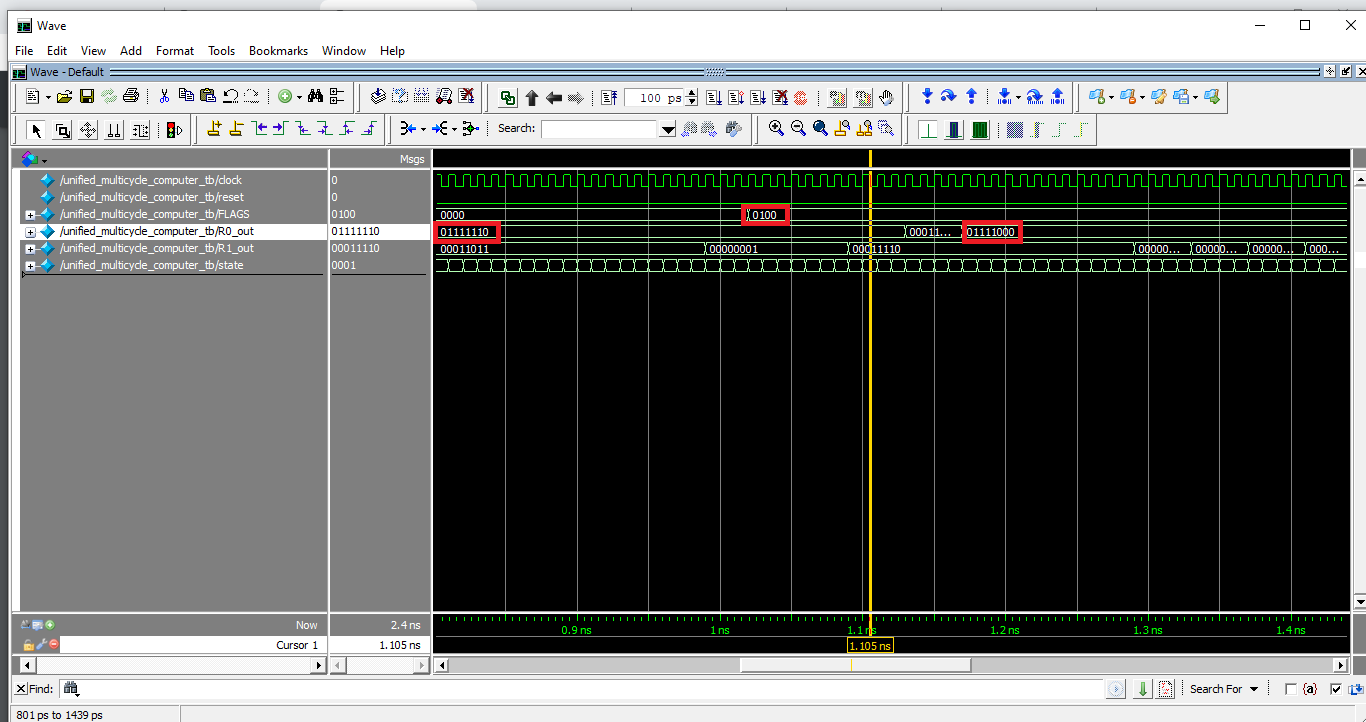 Wave
File Edit View Add Format Tools Bookmarks Window Help
Wave - Default
100 ps
Search:
Msgs
/unified_multicycle_computer_tb/clock 0
/unified_multicycle_computer_tb/reset 0
/unified_multicycle_computer_tb/FLAGS 0100 0000 0100
/unified_multicycle_computer_tb/R0_out 01111110 01111110 00011... 01111000
/unified_multicycle_computer_tb/R1_out 00011110 00011011 00000001 00011110 00000... 00000... 00000... 000...
/unified_multicycle_computer_tb/state 0001
Now 2.4 ns 0.9 ns 1 ns 1.1 ns 1.2 ns 1.3 ns 1.4 ns
Cursor 1 1.105 ns 1.105 ns
Find: Search For {a}
801 ps to 1439 ps